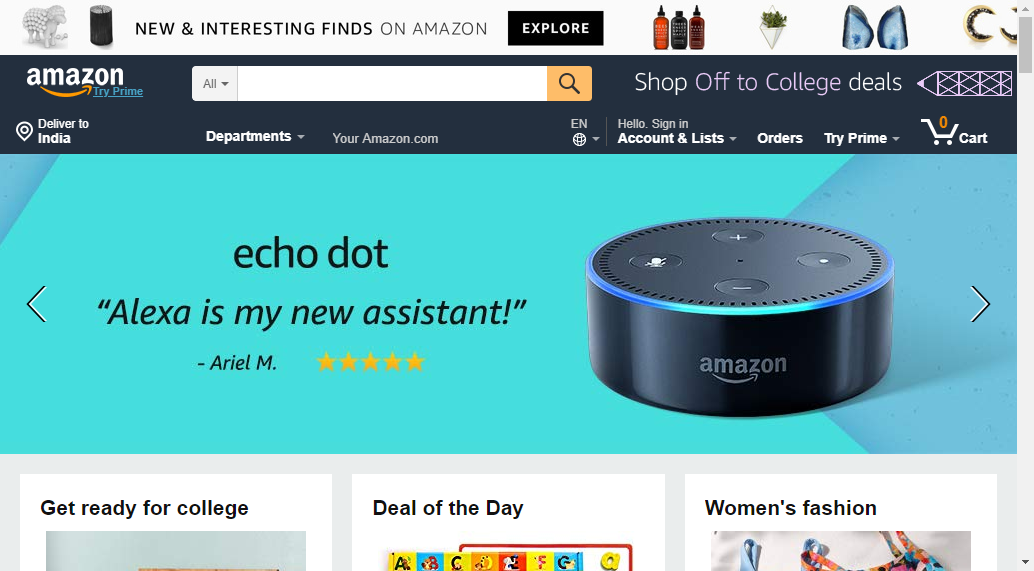 NEW & INTERESTING FINDS ON AMAZON EXPLORE
amazon
Try Prime
All
Shop Off to College deals
Deliver to
India
Departments
Your Amazon.com
EN
Hello. Sign in
Account & Lists
Orders
Try Prime
0
Cart
echo dot
“Alexa is my new assistant!”
- Ariel M.
amazon
Get ready for college
Deal of the Day
Women's fashion
A C F G